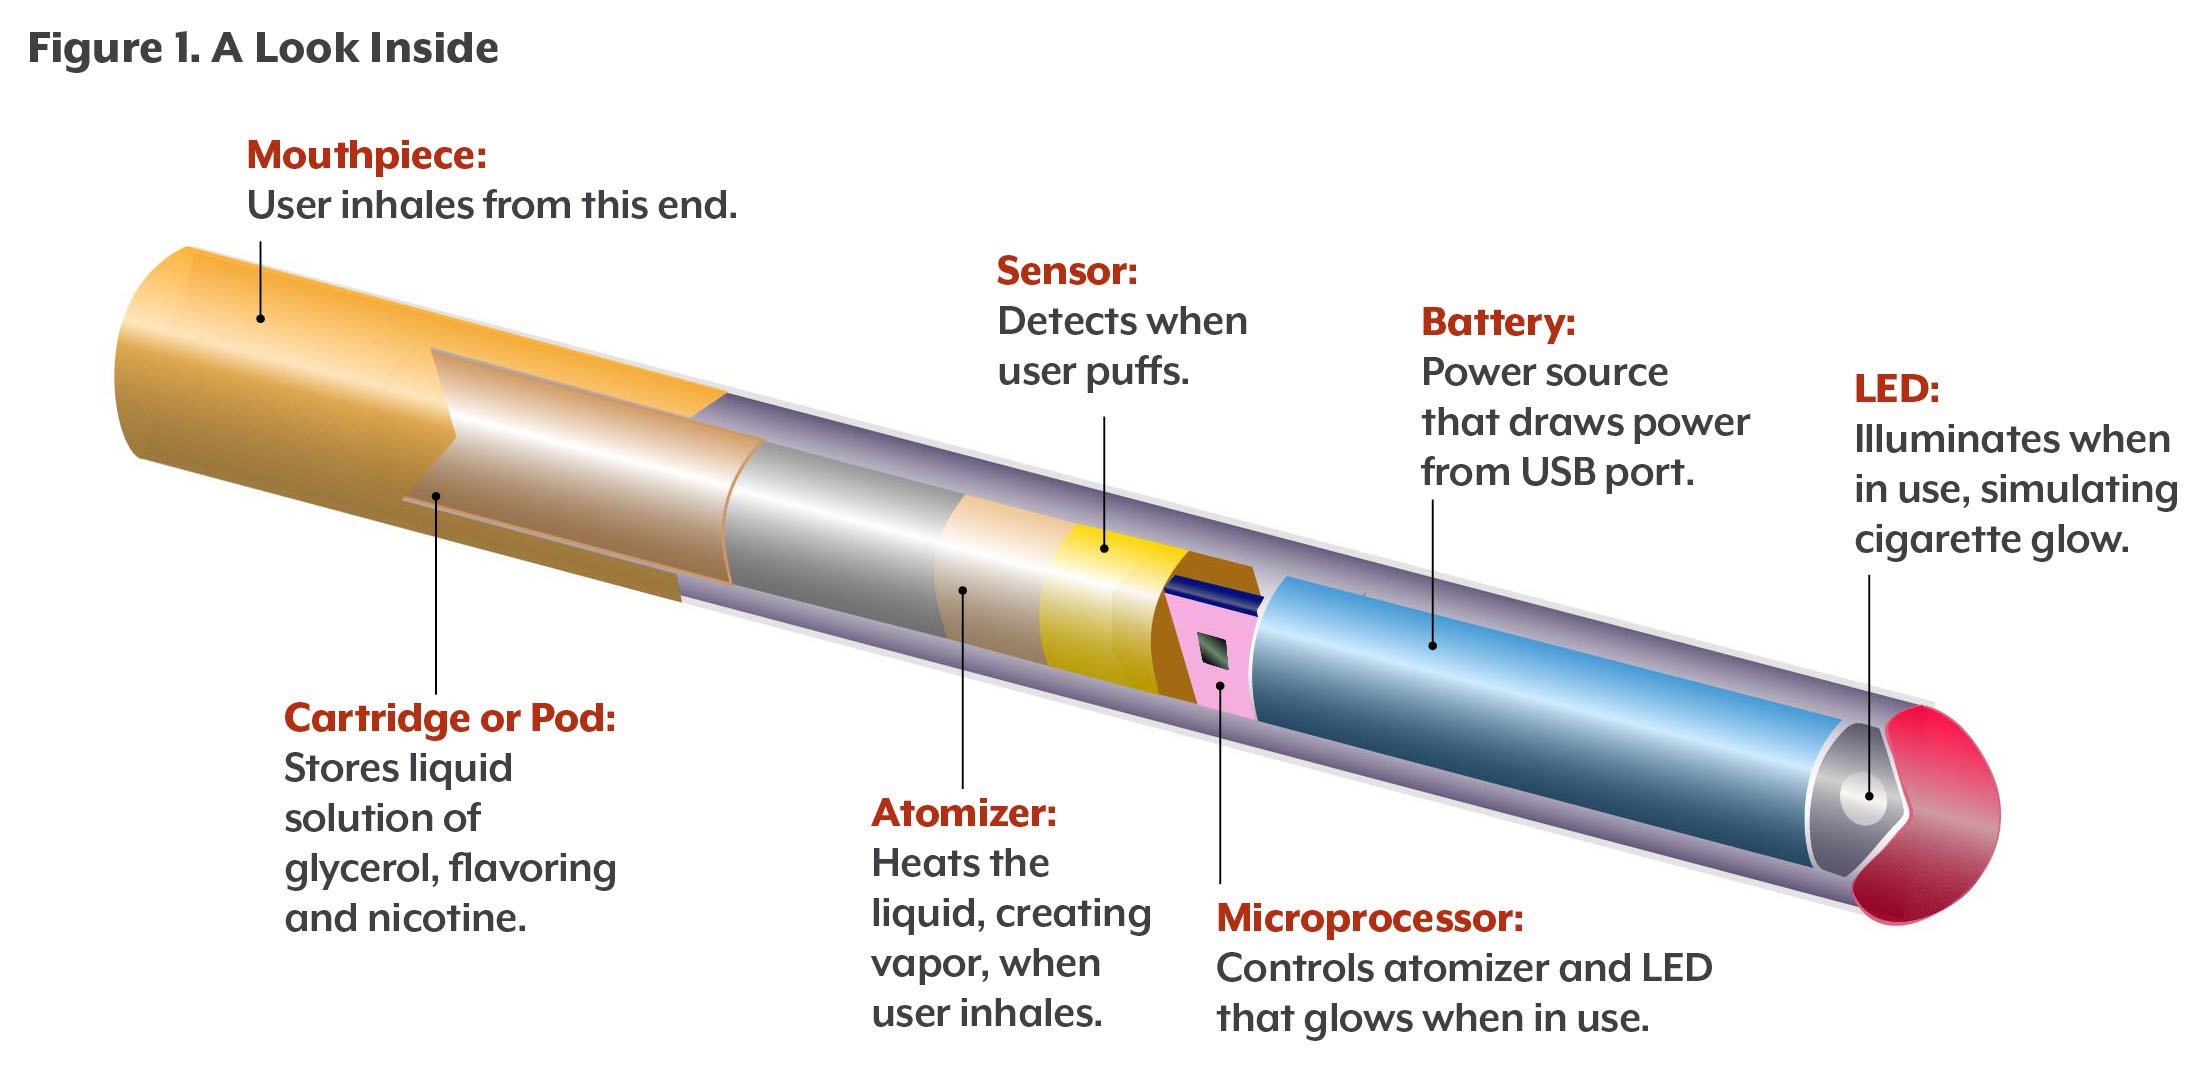 Figure 1. A Look Inside
Mouthpiece:
User inhales from this end.
Sensor:
Detects when
user puffs.
Battery:
Power source
that draws power
from USB port.
LED:
Illuminates when
in use, simulating
cigarette glow.
Cartridge or Pod:
Stores liquid
solution of
glycerol, flavoring
and nicotine.
Atomizer:
Heats the
liquid, creating
vapor, when
user inhales.
Microprocessor:
Controls atomizer and LED
that glows when in use.